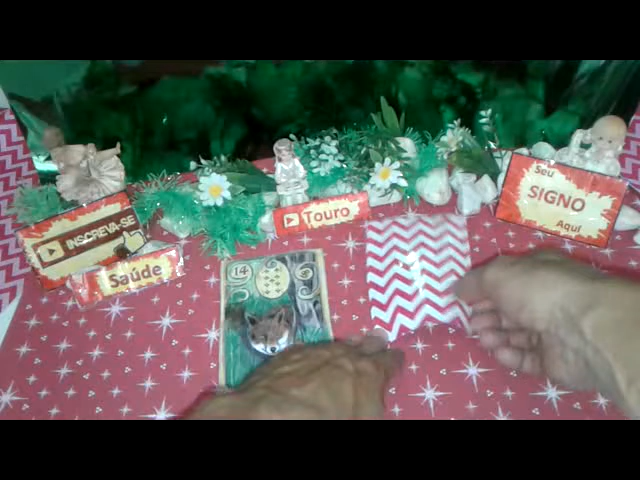 INSCREVA-SE
Saúde
Touro
14
Seu
SIGNO
Aqui